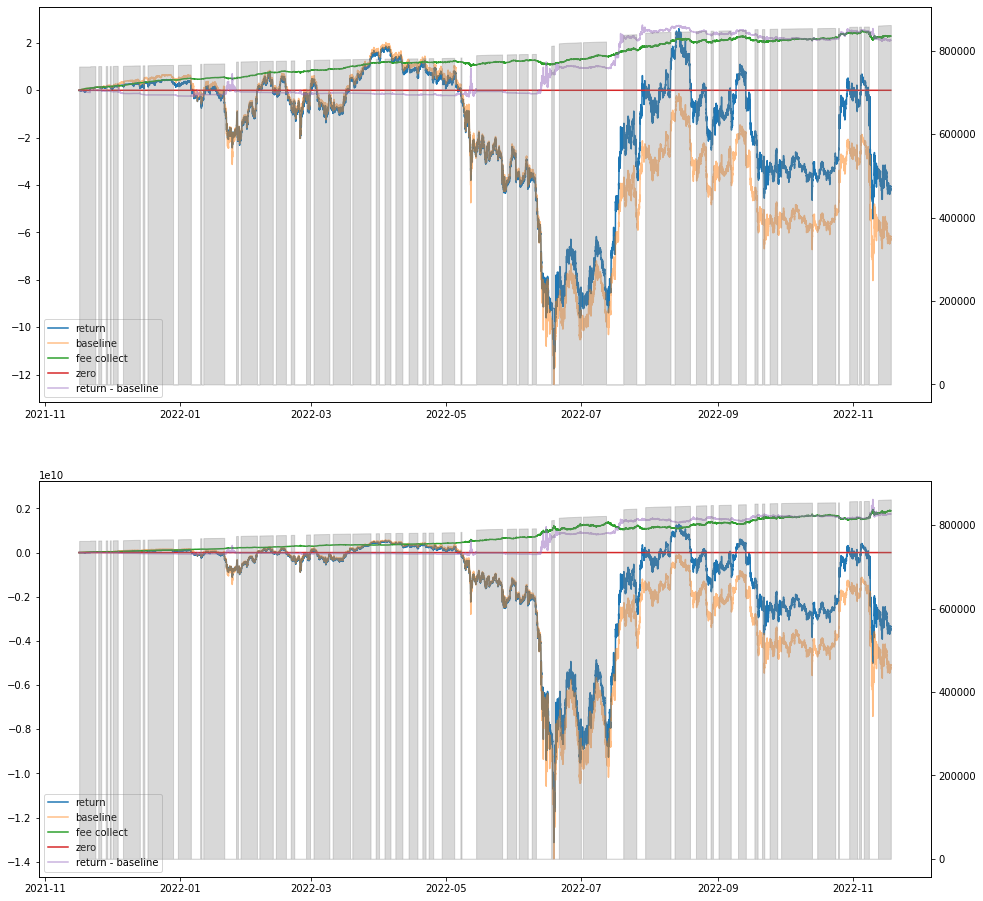 2
0
−2
−4
−6
−8
−10
−12
800000
600000
400000
200000
0
return
baseline
fee collect
zero
return - baseline
2021-11 2022-01 2022-03 2022-05 2022-07 2022-09 2022-11
1e10
0.2
0.0
−0.2
−0.4
−0.6
−0.8
−1.0
−1.2
−1.4
800000
600000
400000
200000
0
return
baseline
fee collect
zero
return - baseline
2021-11 2022-01 2022-03 2022-05 2022-07 2022-09 2022-11